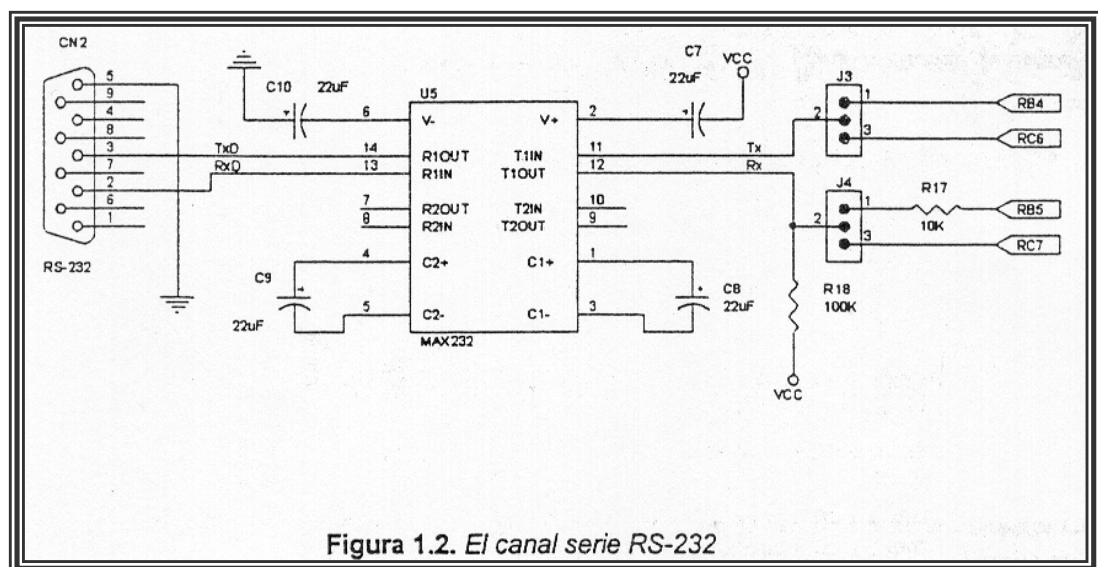 CN2
5
9
4
8
3
7
2
6
1
RS-232
C10
22uF
TxD
RxD
U5
6 V- V+ 2
14 R1OUT T1IN 11
13 R1IN T1OUT 12
7 R2OUT T2IN 10
8 R2IN T2OUT 9
4 C2+ C1+ 1
5 C2- C1- 3
MAX232
C9
22uF
C7
22uF
VCC
Tx
Rx
C8
22uF
J3
1
2
3
RB4
RC6
J4
1
2
3
R17
10K
RB5
RC7
R18
100K
VCC
Figura 1.2. El canal serie RS-232